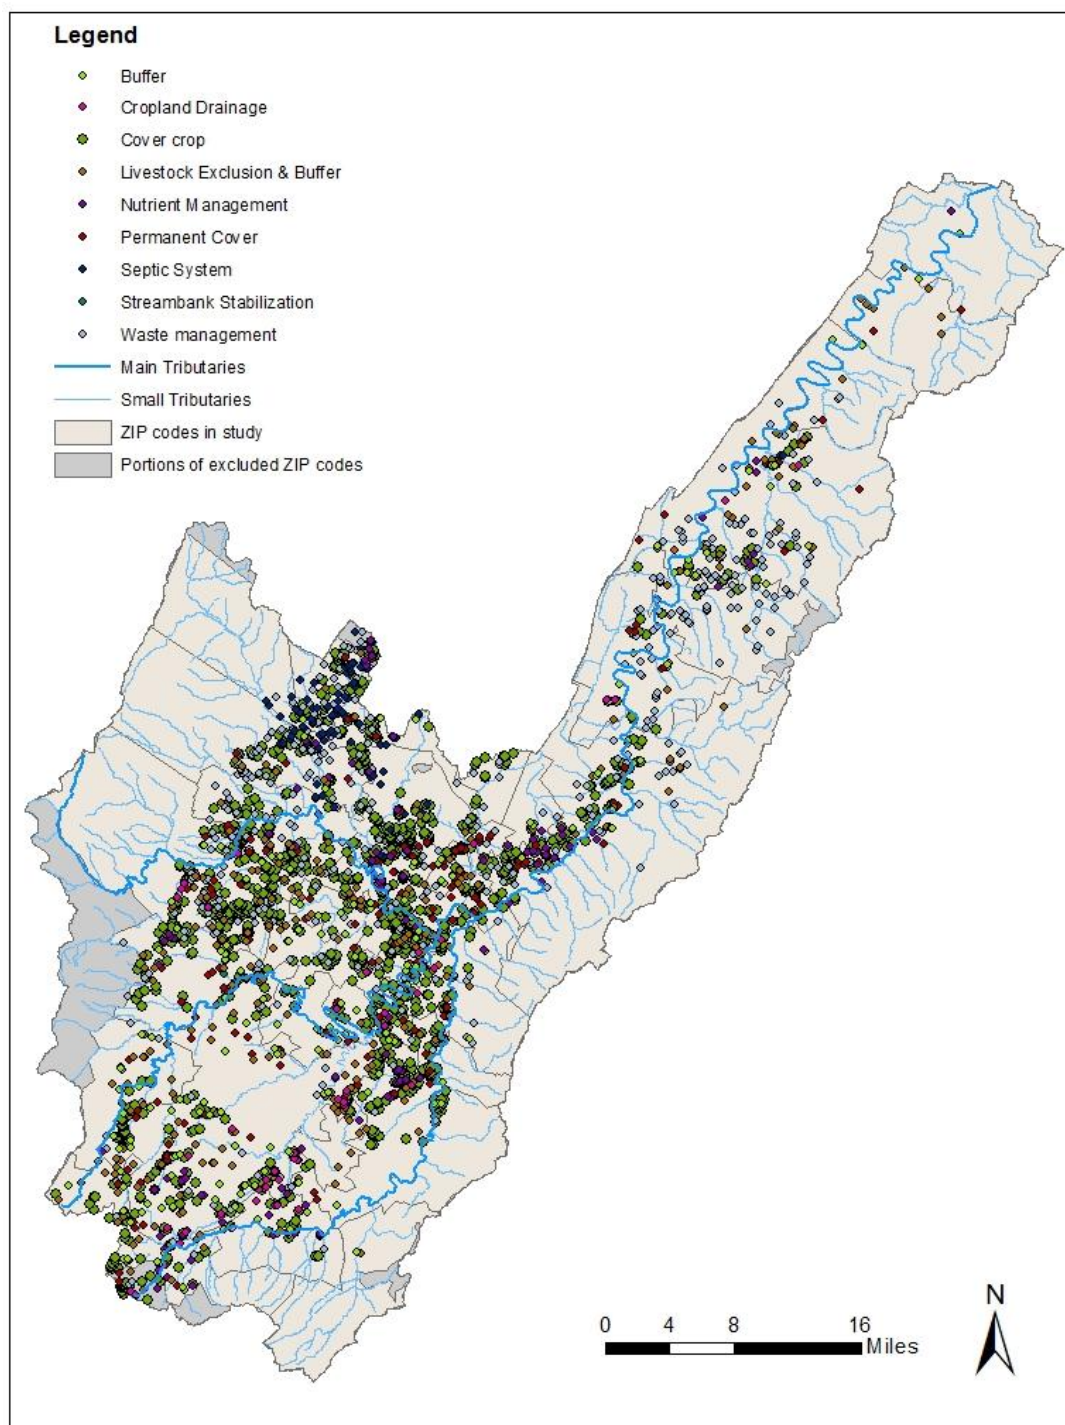 Legend
Buffer
Cropland Drainage
Cover crop
Livestock Exclusion & Buffer
Nutrient Management
Permanent Cover
Septic System
Streambank Stabilization
Waste management
Main Tributaries
Small Tributaries
ZIP codes in study
Portions of excluded ZIP codes
N
0 4 8 16
Miles